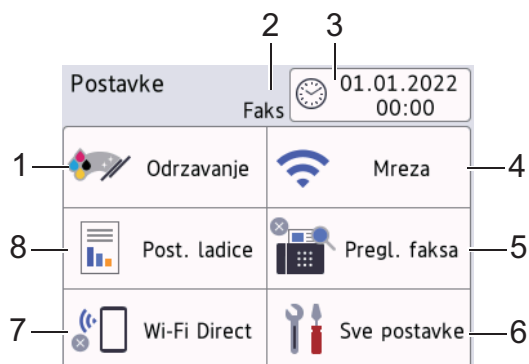 2 3
Postavke
Faks
01.01.2022
00:00
1 Odrzavanje Mreza 4
8 Post. ladice Pregl. faksa 5
7 Wi-Fi Direct Sve postavke 6